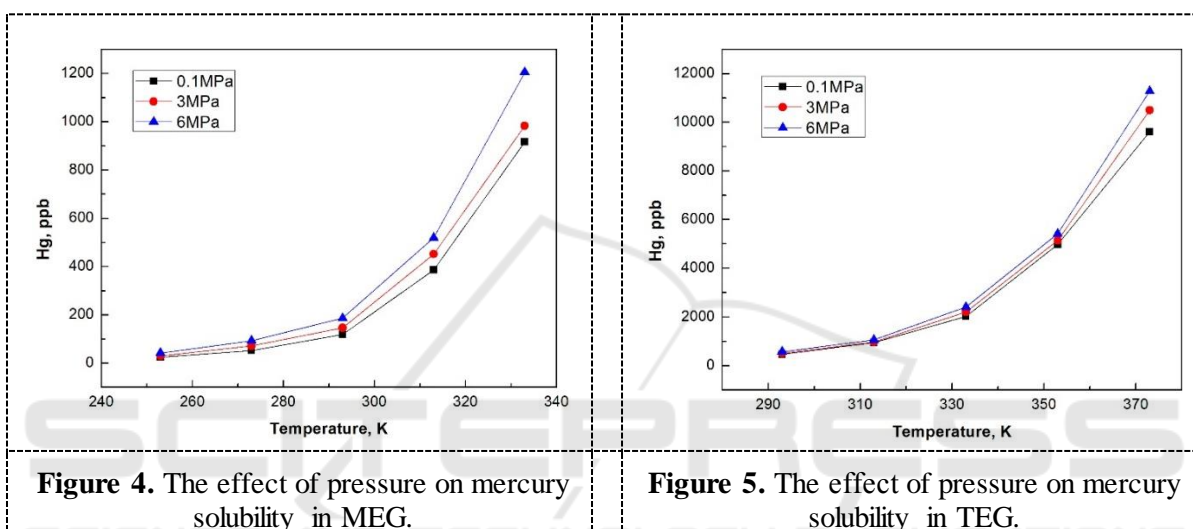 1200
1000
800
600
400
200
0
Hg, ppb
0.1MPa
3MPa
6MPa
240 260 280 300 320 340
Temperature, K
Figure 4. The effect of pressure on mercury
solubility in MEG.
12000
10000
8000
6000
4000
2000
0
Hg, ppb
0.1MPa
3MPa
6MPa
290 310 330 350 370
Temperature, K
Figure 5. The effect of pressure on mercury
solubility in TEG.
SCITEPRESS